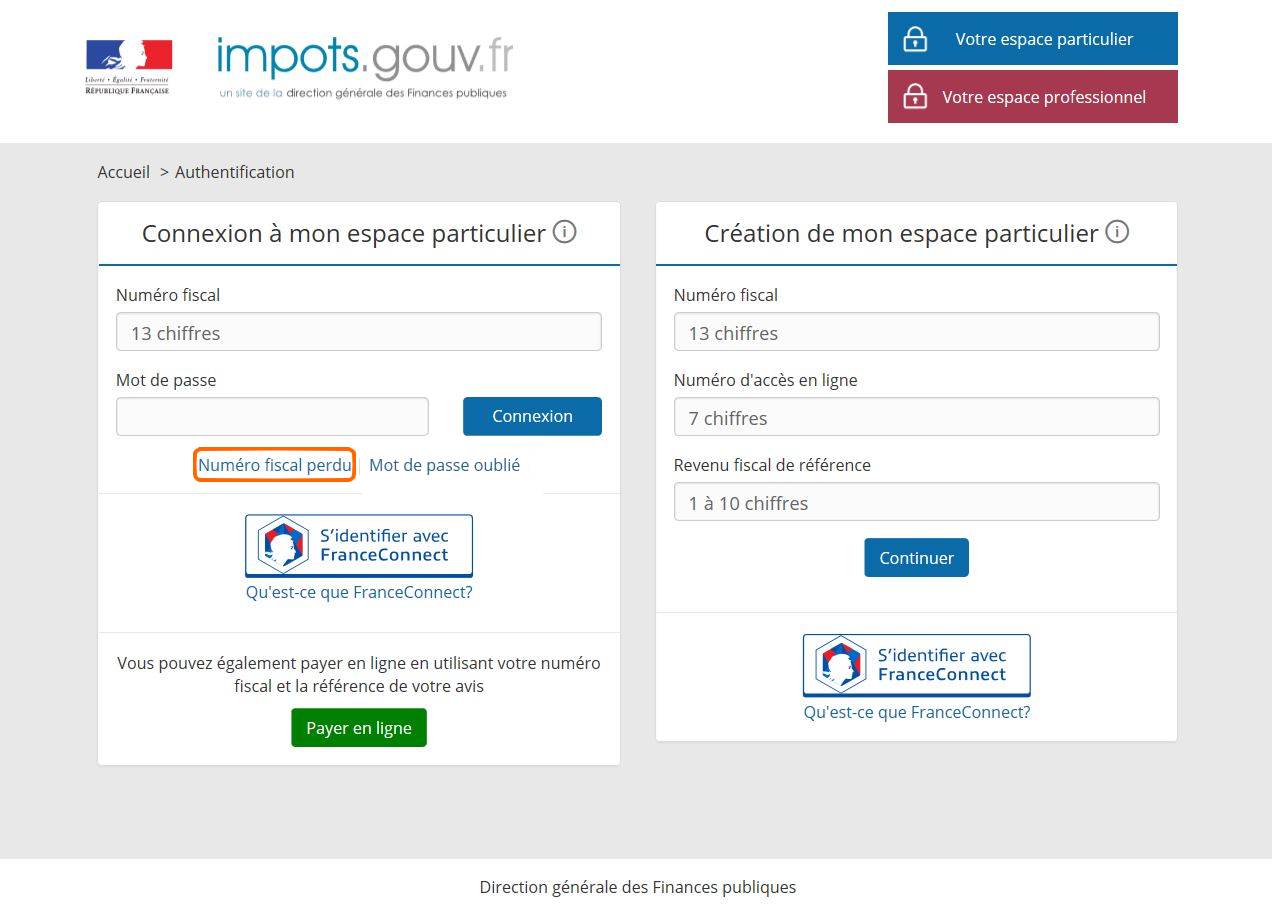 Liberté • Égalité • Fraternité
RÉPUBLIQUE FRANÇAISE
impots.gouv.fr
un site de la direction générale des Finances publiques
Votre espace particulier
Votre espace professionnel
Accueil > Authentification
Connexion à mon espace particulier i
Numéro fiscal
13 chiffres
Mot de passe
Connexion
Numéro fiscal perdu Mot de passe oublié
S'identifier avec
FranceConnect
Qu'est-ce que FranceConnect?
Vous pouvez également payer en ligne en utilisant votre numéro
fiscal et la référence de votre avis
Payer en ligne
Création de mon espace particulier i
Numéro fiscal
13 chiffres
Numéro d'accès en ligne
7 chiffres
Revenu fiscal de référence
1 à 10 chiffres
Continuer
S'identifier avec
FranceConnect
Qu'est-ce que FranceConnect?
Direction générale des Finances publiques